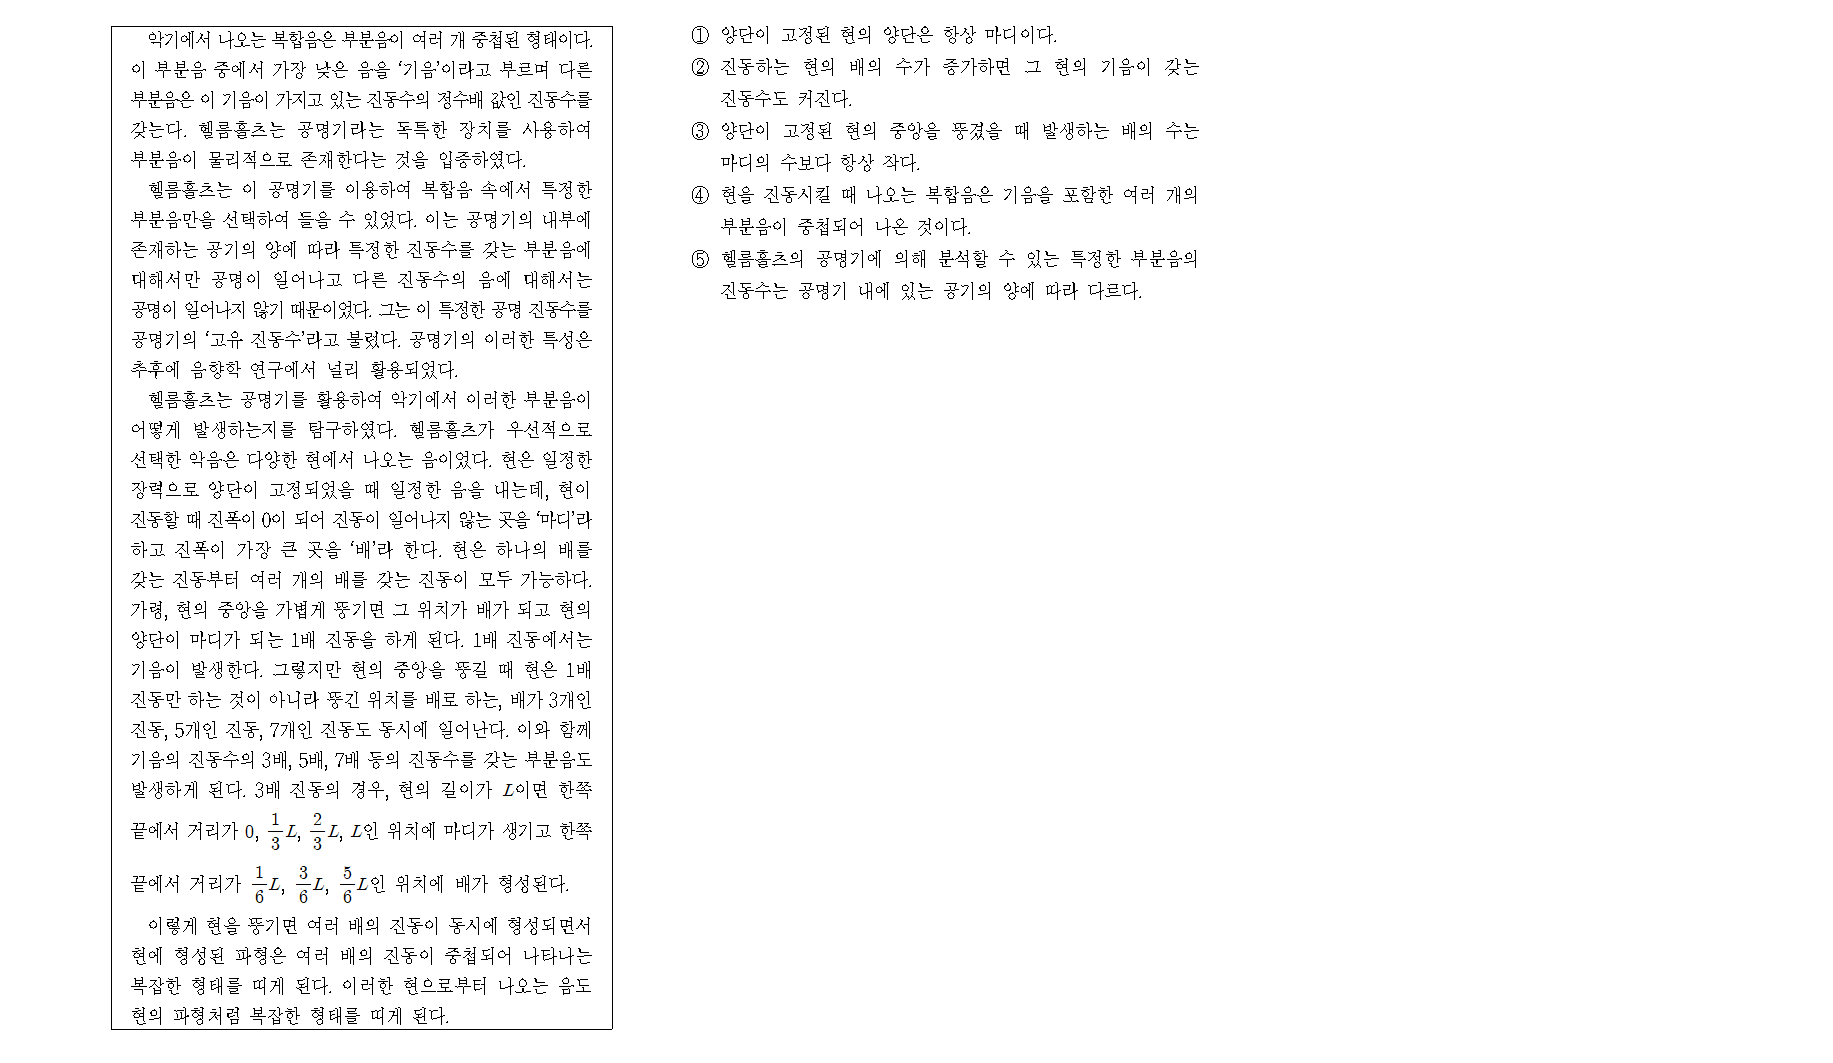 악기에서 나오는 복합음은 부분음이 여러 개 중첩된 형태이다.
이 부분음 중에서 가장 낮은 음을 ‘기음’이라고 부르며 다른
부분음은 이 기음이 가지고 있는 진동수의 정수배 값인 진동수를
갖는다. 헬름홀츠는 공명기라는 독특한 장치를 사용하여
부분음이 물리적으로 존재한다는 것을 입증하였다.
헬름홀츠는 이 공명기를 이용하여 복합음 속에서 특정한
부분음만을 선택하여 들을 수 있었다. 이는 공명기의 내부에
존재하는 공기의 양에 따라 특정한 진동수를 갖는 부분음에
대해서만 공명이 일어나고 다른 진동수의 음에 대해서는
공명이 일어나지 않기 때문이었다. 그는 이 특정한 공명 진동수를
공명기의 ‘고유 진동수’라고 불렀다. 공명기의 이러한 특성은
추후에 음향학 연구에서 널리 활용되었다.
헬름홀츠는 공명기를 활용하여 악기에서 이러한 부분음이
어떻게 발생하는지를 탐구하였다. 헬름홀츠가 우선적으로
선택한 악음은 다양한 현에서 나오는 음이었다. 현은 일정한
장력으로 양단이 고정되었을 때 일정한 음을 내는데, 현이
진동할 때 진폭이 0이 되어 진동이 일어나지 않는 곳을 ‘마디’라
하고 진폭이 가장 큰 곳을 ‘배’라 한다. 현은 하나의 배를
갖는 진동부터 여러 개의 배를 갖는 진동이 모두 가능하다.
가령, 현의 중앙을 가볍게 퉁기면 그 위치가 배가 되고 현의
양단이 마디가 되는 1배 진동을 하게 된다. 1배 진동에서는
기음이 발생한다. 그렇지만 현의 중앙을 퉁길 때 현은 1배
진동만 하는 것이 아니라 퉁긴 위치를 배로 하는, 배가 3개인
진동, 5개인 진동, 7개인 진동도 동시에 일어난다. 이와 함께
기음의 진동수의 3배, 5배, 7배 등의 진동수를 갖는 부분음도
발생하게 된다. 3배 진동의 경우, 현의 길이가 L이면 한쪽
끝에서 거리가 0, 1/3 L, 2/3 L, L인 위치에 마디가 생기고 한쪽
끝에서 거리가 1/6 L, 3/6 L, 5/6 L인 위치에 배가 형성된다.
이렇게 현을 퉁기면 여러 배의 진동이 동시에 형성되면서
현에 형성된 파형은 여러 배의 진동이 중첩되어 나타나는
복잡한 형태를 띠게 된다. 이러한 현으로부터 나오는 음도
현의 파형처럼 복잡한 형태를 띠게 된다.
① 양단이 고정된 현의 양단은 항상 마디이다.
② 진동하는 현의 배의 수가 증가하면 그 현의 기음이 갖는
진동수도 커진다.
③ 양단이 고정된 현의 중앙을 퉁겼을 때 발생하는 배의 수는
마디의 수보다 항상 작다.
④ 현을 진동시킬 때 나오는 복합음은 기음을 포함한 여러 개의
부분음이 중첩되어 나온 것이다.
⑤ 헬름홀츠의 공명기에 의해 분석할 수 있는 특정한 부분음의
진동수는 공명기 내에 있는 공기의 양에 따라 다르다.